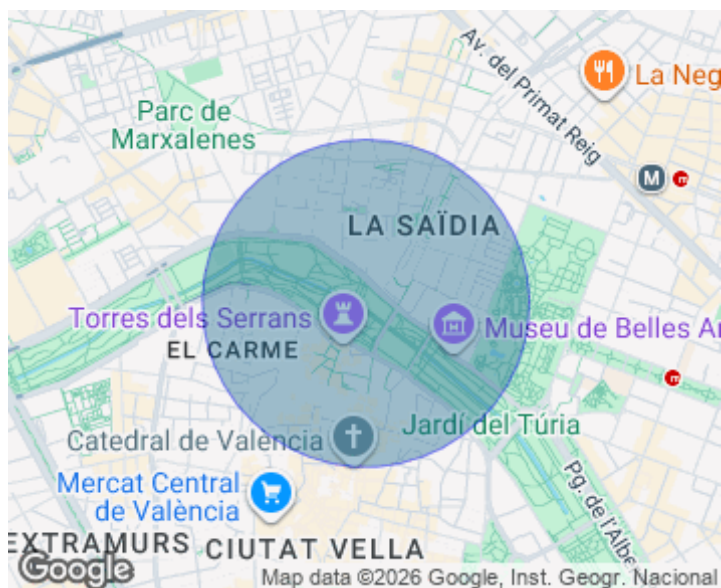 Av. del Primat Reig
La Neg
Parc de
Marxalenes
M
m
LA SAÏDIA
Torres dels Serrans
Museu de Belles Ar
EL CARME
m
Jardí del Túria
Catedral de València
Mercat Central
de València
Pg. de l'Albe
EXTRAMURS
CIUTAT VELLA
Google
Map data ©2026 Google, Inst. Geogr. Nacional